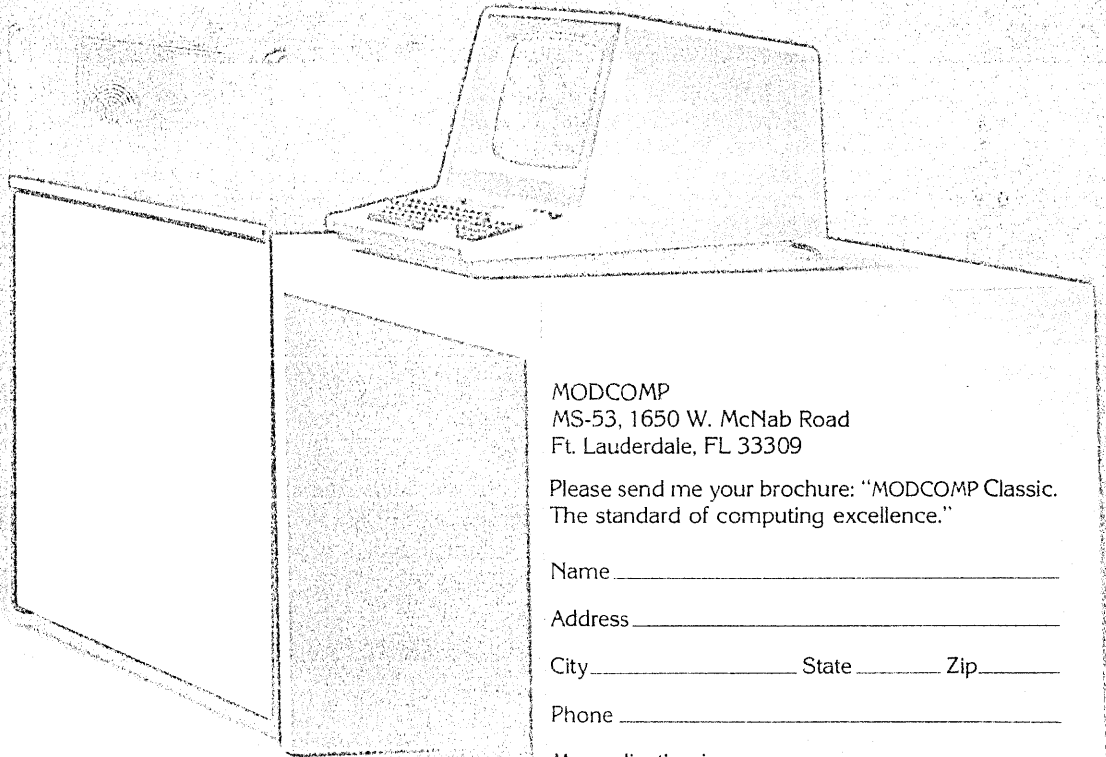 MODCOMP
MS-53, 1650 W. McNab Road
Ft. Lauderdale, FL 33309
Please send me your brochure: "MODCOMP Classic.
The standard of computing excellence."
Name
Address
City State Zip
Phone